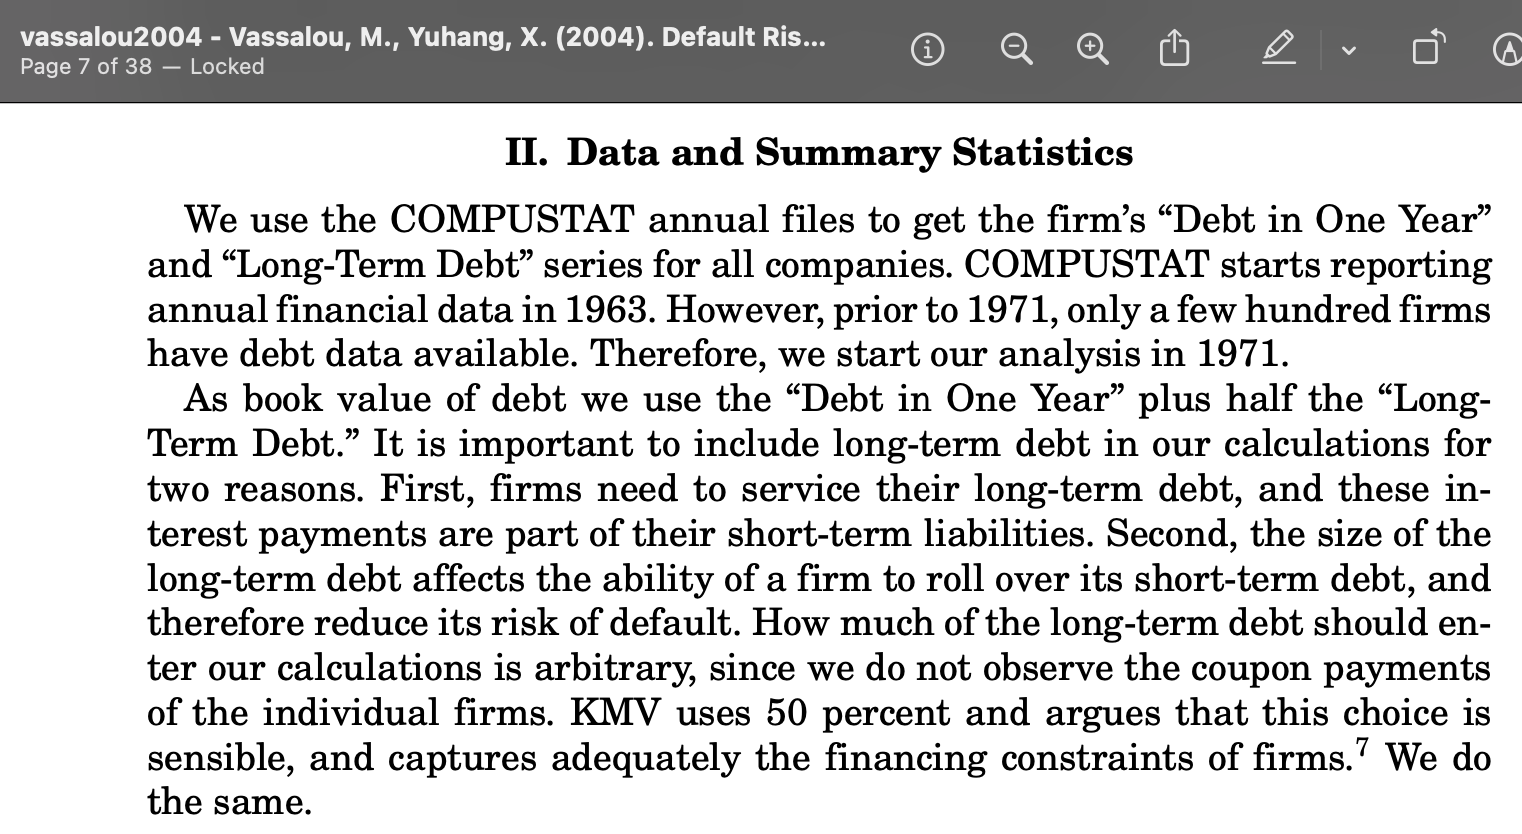 vassalou2004 - Vassalou, M., Yuhang, X. (2004). Default Ris...
Page 7 of 38 — Locked
II. Data and Summary Statistics
We use the COMPUSTAT annual files to get the firm’s “Debt in One Year”
and “Long-Term Debt” series for all companies. COMPUSTAT starts reporting
annual financial data in 1963. However, prior to 1971, only a few hundred firms
have debt data available. Therefore, we start our analysis in 1971.
As book value of debt we use the “Debt in One Year” plus half the “Long-
Term Debt.” It is important to include long-term debt in our calculations for
two reasons. First, firms need to service their long-term debt, and these in-
terest payments are part of their short-term liabilities. Second, the size of the
long-term debt affects the ability of a firm to roll over its short-term debt, and
therefore reduce its risk of default. How much of the long-term debt should en-
ter our calculations is arbitrary, since we do not observe the coupon payments
of the individual firms. KMV uses 50 percent and argues that this choice is
sensible, and captures adequately the financing constraints of firms.⁷ We do
the same.